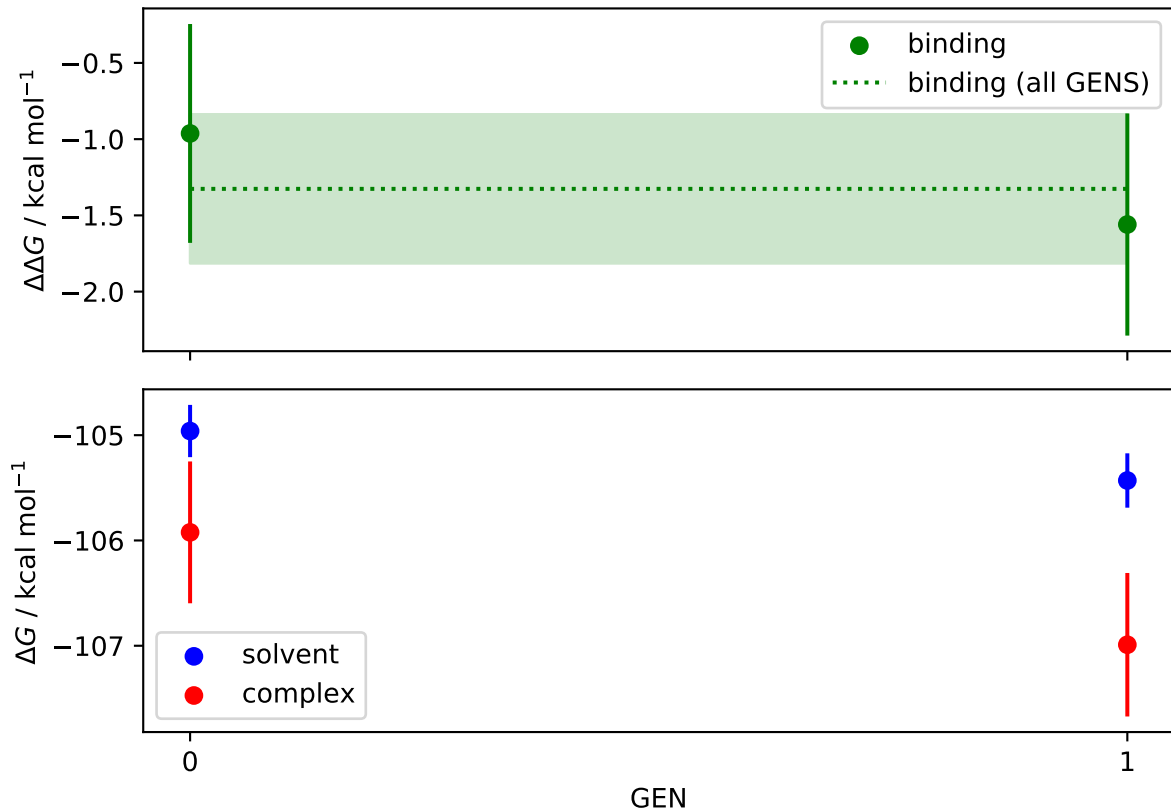 binding
binding (all GENS)
−0.5
−1.0
−1.5
−2.0
ΔΔG / kcal mol⁻¹
solvent
complex
−105
−106
−107
ΔG / kcal mol⁻¹
0 1
GEN